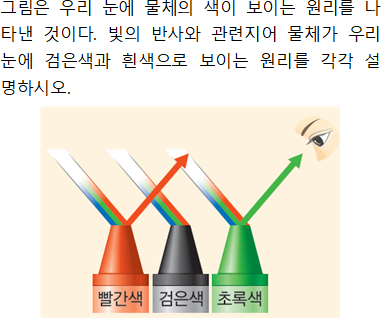 그림은 우리 눈에 물체의 색이 보이는 원리를 나
타낸 것이다. 빛의 반사와 관련지어 물체가 우리
눈에 검은색과 흰색으로 보이는 원리를 각각 설
명하시오.
빨간색 검은색 초록색